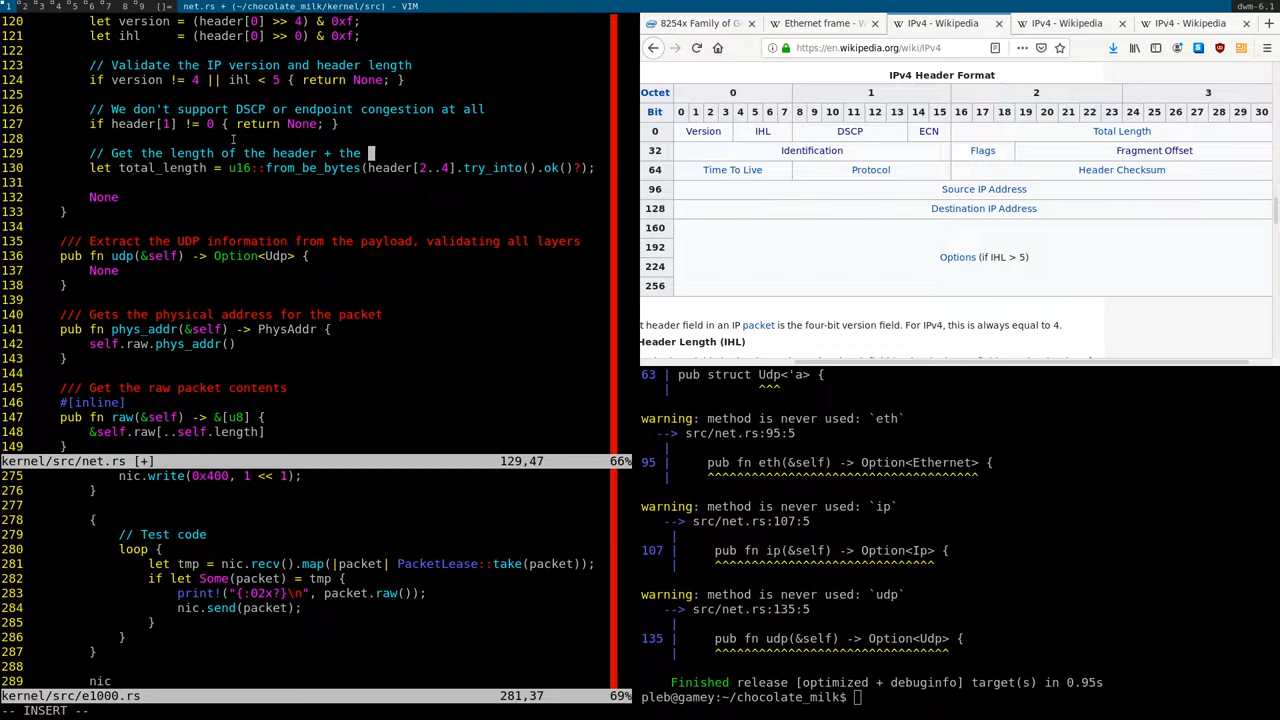 1 2 3 4 5 6 7 8 9 []= net.rs + (~/chocolate_milk/kernel/src) - VIM
dwm-6.1
120 let version = (header[0] >> 4) & 0xf;
121 let ihl     = (header[0] >> 0) & 0xf;
122
123 // Validate the IP version and header length
124 if version != 4 || ihl < 5 { return None; }
125
126 // We don't support DSCP or endpoint congestion at all
127 if header[1] != 0 { return None; }
128
129 // Get the length of the header + the
130 let total_length = u16::from_be_bytes(header[2..4].try_into().ok()?);
131
132 None
133 }
134
135 /// Extract the UDP information from the payload, validating all layers
136 pub fn udp(&self) -> Option<Udp> {
137 None
138 }
139
140 /// Gets the physical address for the packet
141 pub fn phys_addr(&self) -> PhysAddr {
142 self.raw.phys_addr()
143 }
144
145 /// Get the raw packet contents
146 #[inline]
147 pub fn raw(&self) -> &[u8] {
148 &self.raw[..self.length]
149 }
kernel/src/net.rs [+] 129,47 66%
275 nic.write(0x400, 1 << 1);
276 }
277
278 {
279 // Test code
280 loop {
281 let tmp = nic.recv().map(|packet| PacketLease::take(packet));
282 if let Some(packet) = tmp {
283 print!("{:02x?}\n", packet.raw());
284 nic.send(packet);
285 }
286 }
287 }
288
289 nic
kernel/src/e1000.rs 281,37 69%
-- INSERT --
8254x Family of G
Ethernet frame - W
IPv4 - Wikipedia
IPv4 - Wikipedia
IPv4 - Wikipedia
https://en.wikipedia.org/wiki/IPv4
IPv4 Header Format
Octet 0 1 2 3
Bit 0 1 2 3 4 5 6 7 8 9 10 11 12 13 14 15 16 17 18 19 20 21 22 23 24 25 26 27 28 29 30
0 Version IHL DSCP ECN Total Length
32 Identification Flags Fragment Offset
64 Time To Live Protocol Header Checksum
96 Source IP Address
128 Destination IP Address
160
192
224
256
Options (if IHL > 5)
t header field in an IP packet is the four-bit version field. For IPv4, this is always equal to 4.
Header Length (IHL)
63 | pub struct Udp<'a> {
| ^^^
warning: method is never used: `eth`
--> src/net.rs:95:5
|
95 | pub fn eth(&self) -> Option<Ethernet> {
| ^^^^^^^^^^^^^^^^^^^^^^^^^^^^^^^^^^^^^
warning: method is never used: `ip`
--> src/net.rs:107:5
|
107 | pub fn ip(&self) -> Option<Ip> {
| ^^^^^^^^^^^^^^^^^^^^^^^^^^^^^^
warning: method is never used: `udp`
--> src/net.rs:135:5
|
135 | pub fn udp(&self) -> Option<Udp> {
| ^^^^^^^^^^^^^^^^^^^^^^^^^^^^^^^^
Finished release [optimized + debuginfo] target(s) in 0.95s
pleb@gamey:~/chocolate_milk$